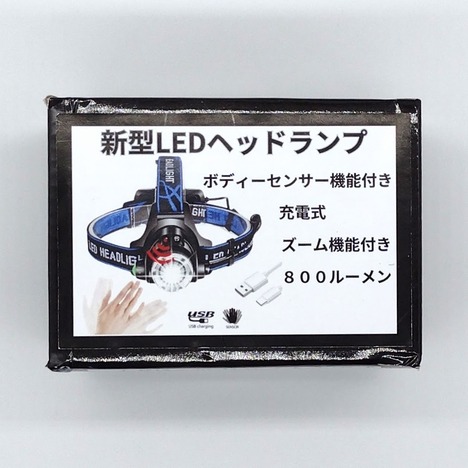 新型LEDヘッドランプ
ボディーセンサー機能付き
充電式
ズーム機能付き
８００ルーメン
LED HEADLIGHT
USB
USB charging
SENSOR